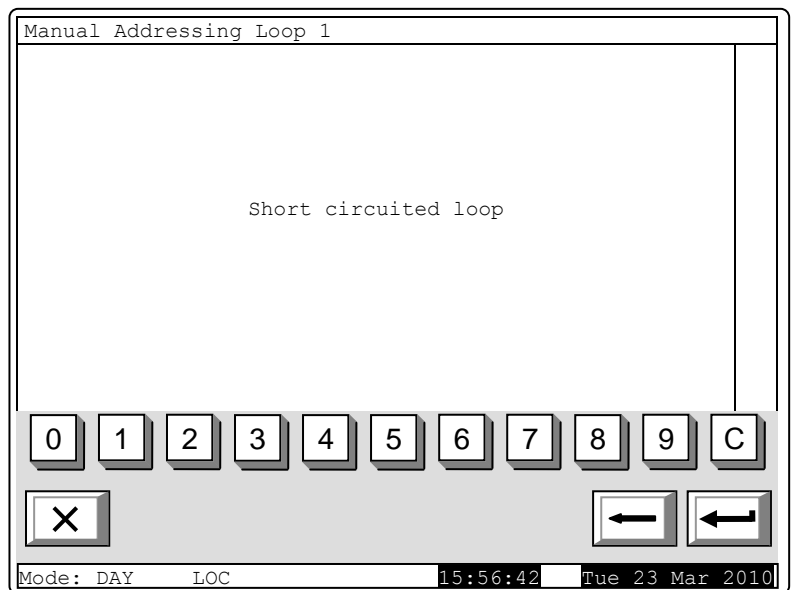 Manual Addressing Loop 1
Short circuited loop
0 1 2 3 4 5 6 7 8 9 C
Mode: DAY LOC 15:56:42 Tue 23 Mar 2010